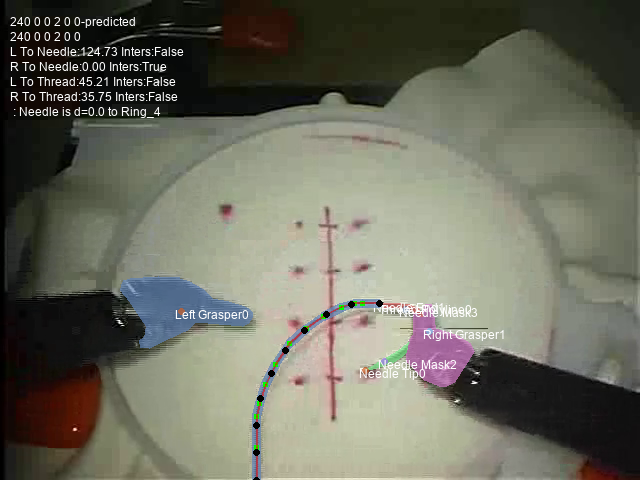 240 0 0 2 0 0-predicted
240 0 0 2 0 0
L To Needle:124.73 Inters:False
R To Needle:0.00 Inters:True
L To Thread:45.21 Inters:False
R To Thread:35.75 Inters:False
: Needle is d=0.0 to Ring_4
Left Grasper0
Needle Mask3
Right Grasper1
Needle Mask2
Needle Tip0